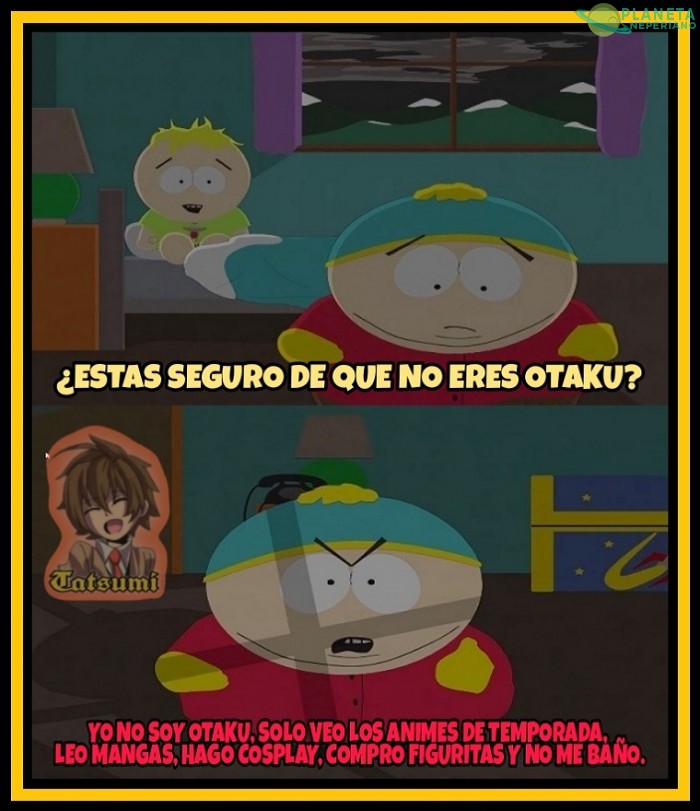 PLANETA
NEPERIANO
¿ESTAS SEGURO DE QUE NO ERES OTAKU?
Tatsumi
YO NO SOY OTAKU, SOLO VEO LOS ANIMES DE TEMPORADA,
LEO MANGAS, HAGO COSPLAY, COMPRO FIGURITAS Y NO ME BAÑO.